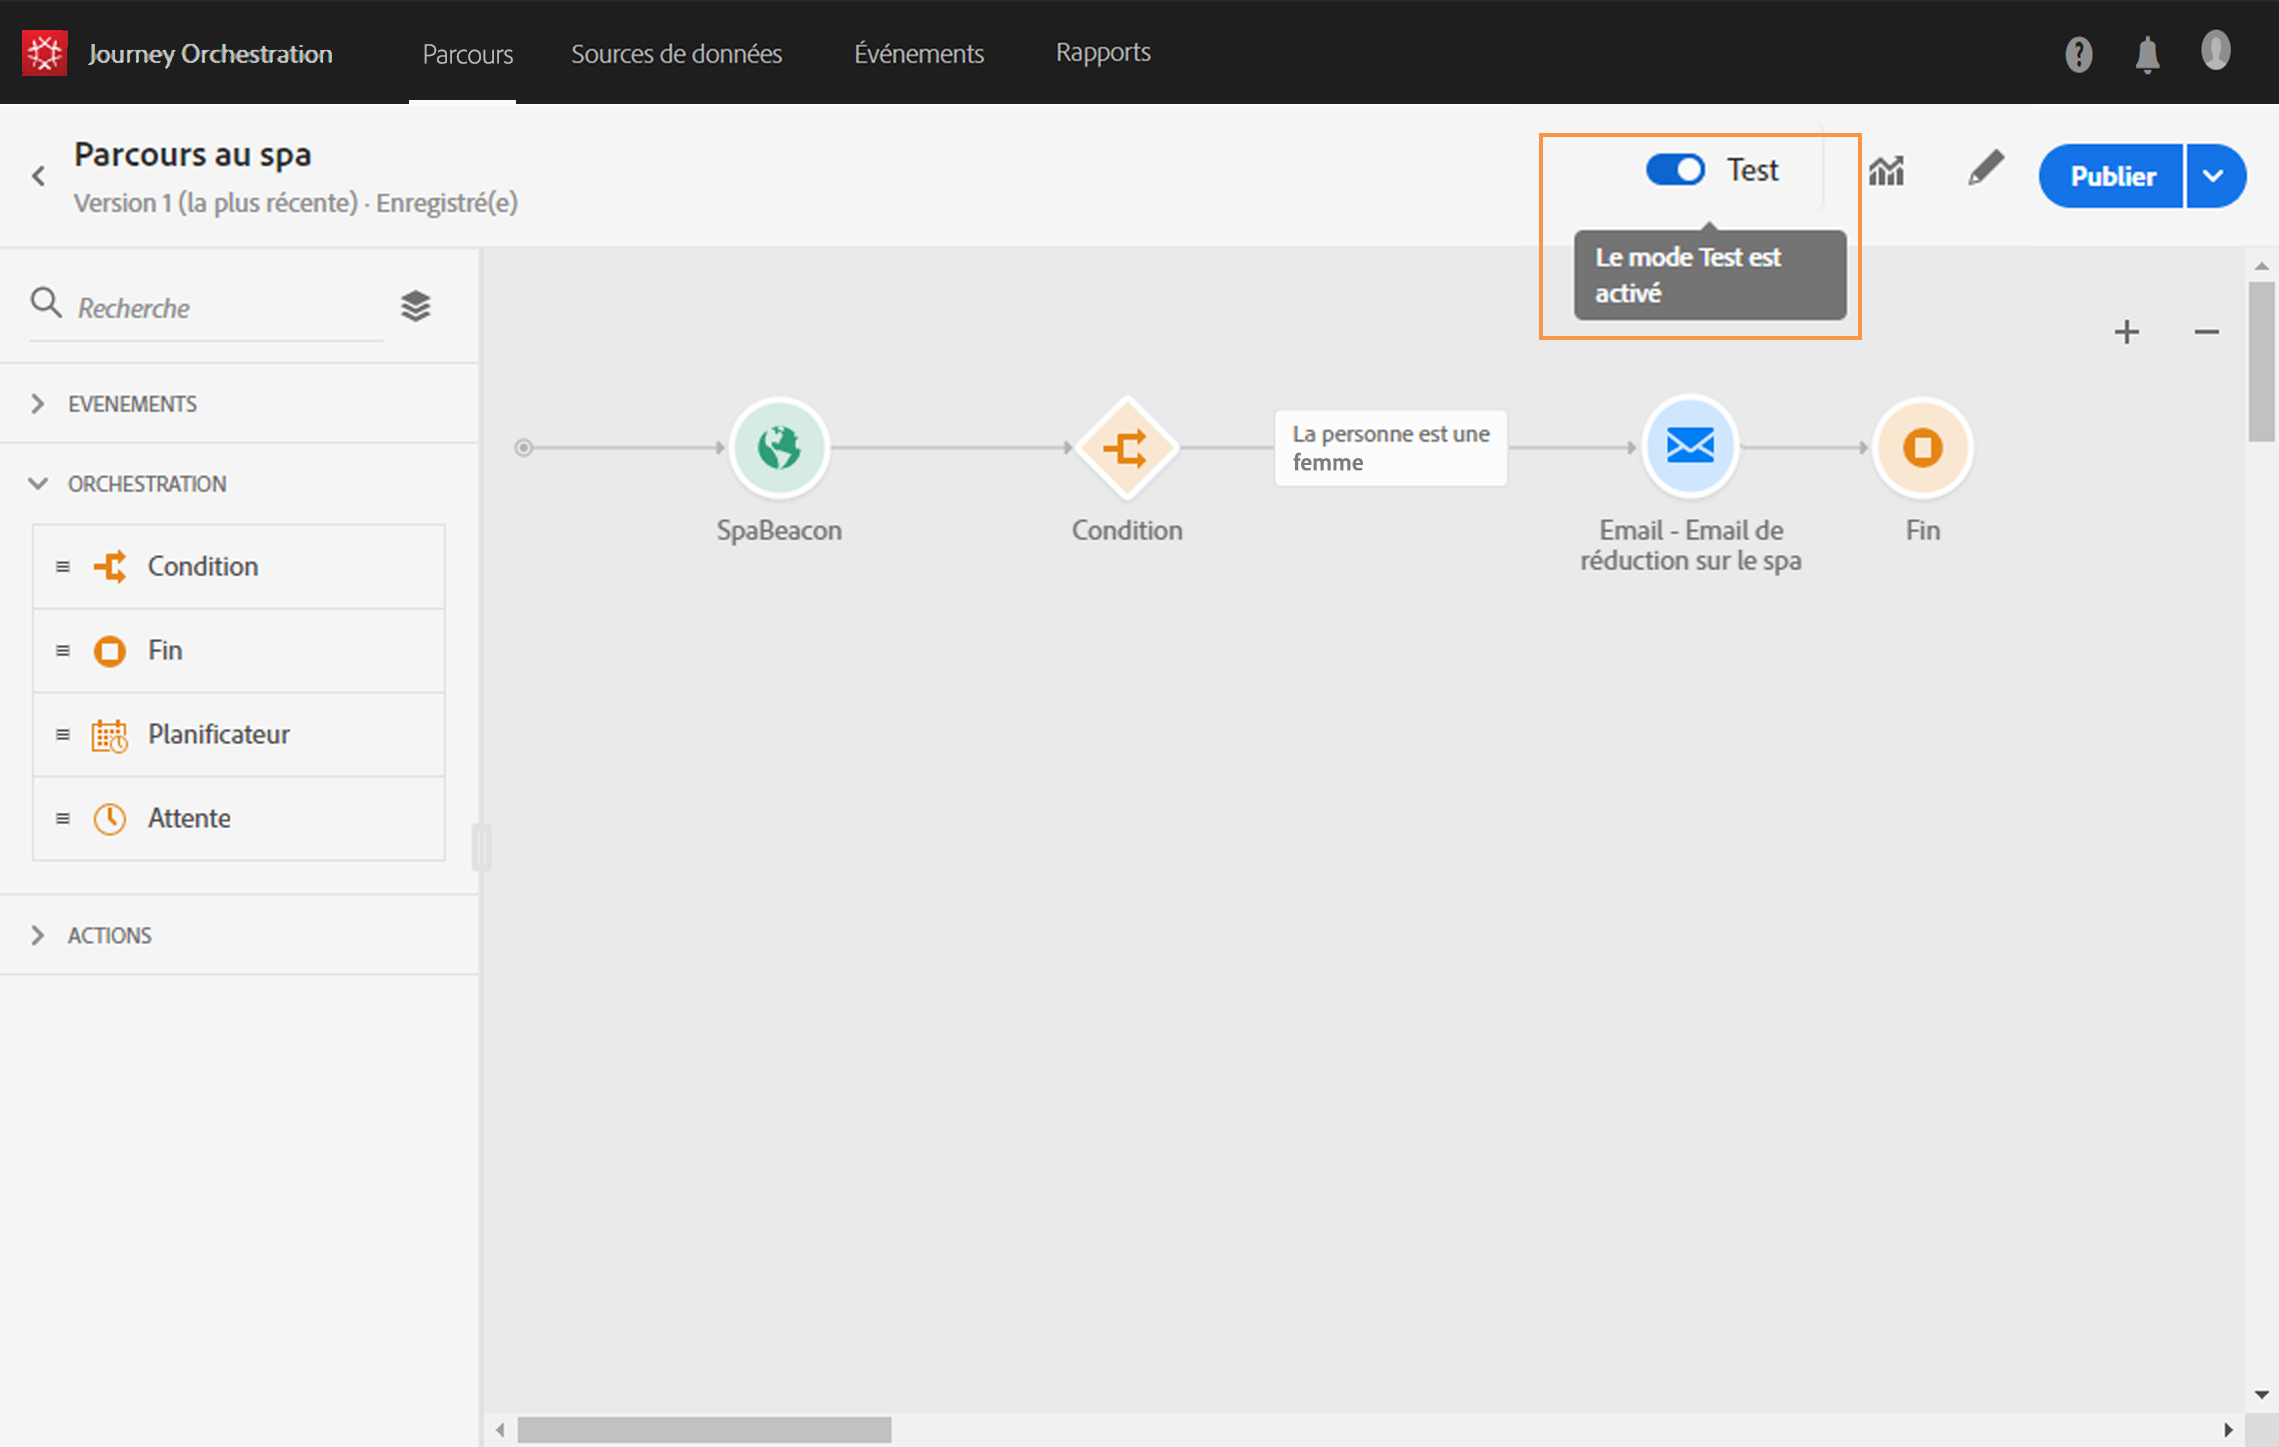 Journey Orchestration
Parcours
Sources de données
Événements
Rapports
Parcours au spa
Version 1 (la plus récente) · Enregistré(e)
Test
Publier
Le mode Test est
activé
Recherche
EVENEMENTS
ORCHESTRATION
Condition
Fin
Planificateur
Attente
ACTIONS
SpaBeacon
Condition
La personne est une
femme
Email - Email de
réduction sur le spa
Fin